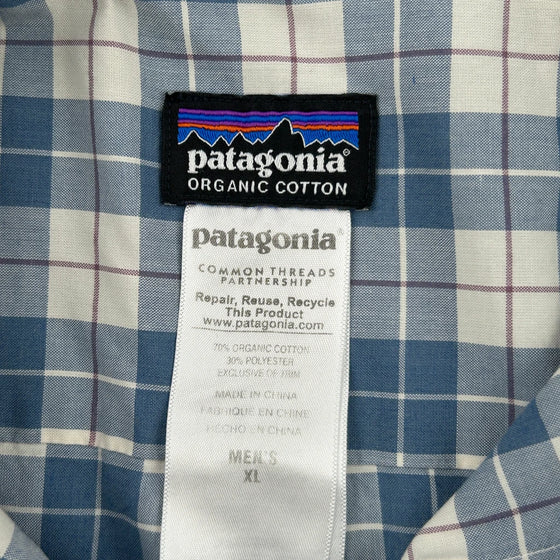 patagonia®
ORGANIC COTTON
patagonia®
COMMON THREADS
PARTNERSHIP
Repair, Reuse, Recycle
This Product
www.patagonia.com
70% ORGANIC COTTON
30% POLYESTER
EXCLUSIVE OF TRIM
MADE IN CHINA
FABRIQUÉ EN CHINE
HECHO EN CHINA
MEN'S
XL